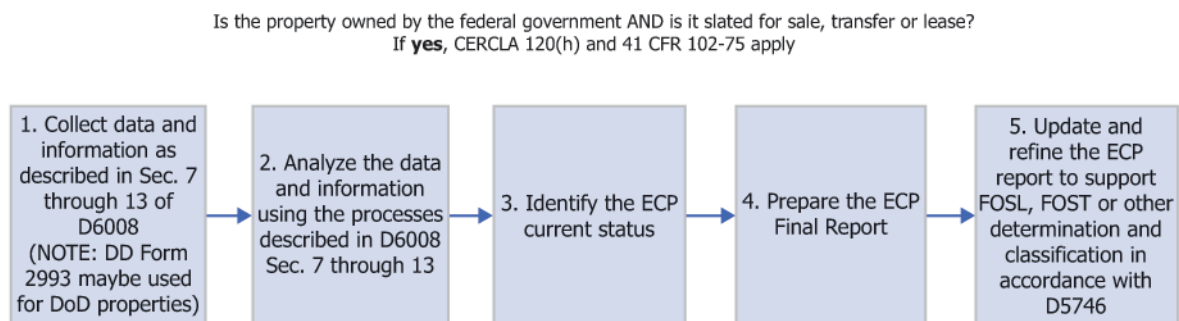 Is the property owned by the federal government AND is it slated for sale, transfer or lease?
If yes, CERCLA 120(h) and 41 CFR 102-75 apply
1. Collect data and
information as
described in Sec. 7
through 13 of
D6008
(NOTE: DD Form
2993 maybe used
for DoD properties)
2. Analyze the data
and information
using the processes
described in D6008
Sec. 7 through 13
3. Identify the ECP
current status
4. Prepare the ECP
Final Report
5. Update and
refine the ECP
report to support
FOSL, FOST or other
determination and
classification in
accordance with
D5746